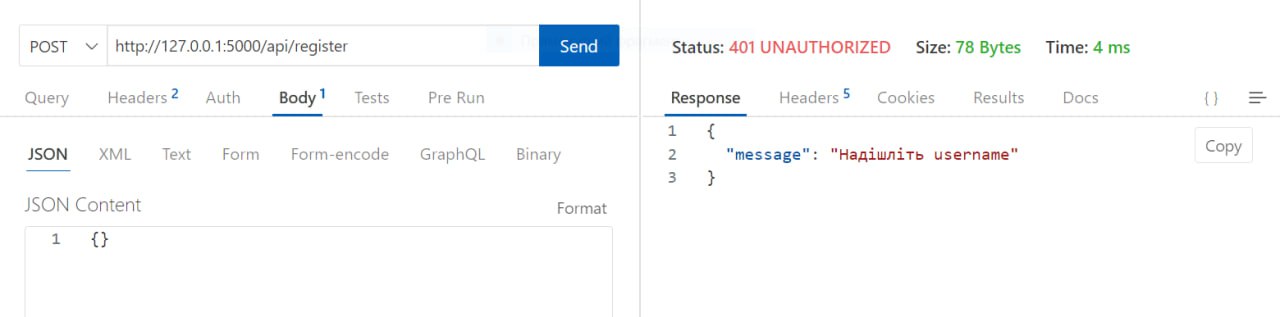 POST http://127.0.0.1:5000/api/register Send
Query Headers 2 Auth Body 1 Tests Pre Run
JSON XML Text Form Form-encode GraphQL Binary
JSON Content Format
1 {}
Status: 401 UNAUTHORIZED Size: 78 Bytes Time: 4 ms
Response Headers 5 Cookies Results Docs { }
1 {
2 "message": "Надішліть username"
3 }
Copy